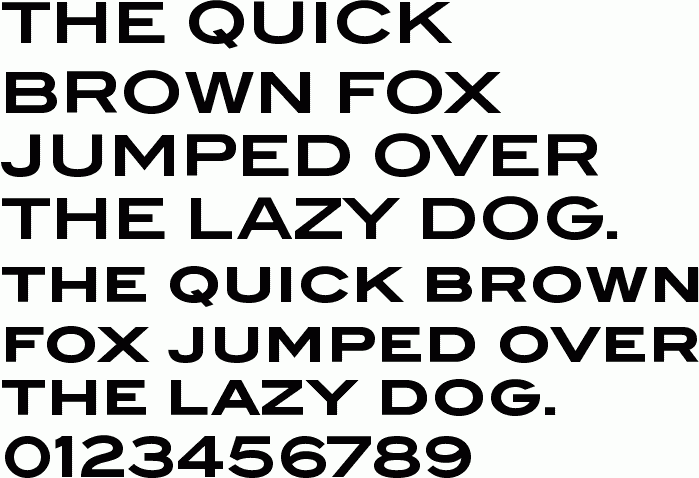 THE QUICK
BROWN FOX
JUMPED OVER
THE LAZY DOG.
THE QUICK BROWN
FOX JUMPED OVER
THE LAZY DOG.
0123456789